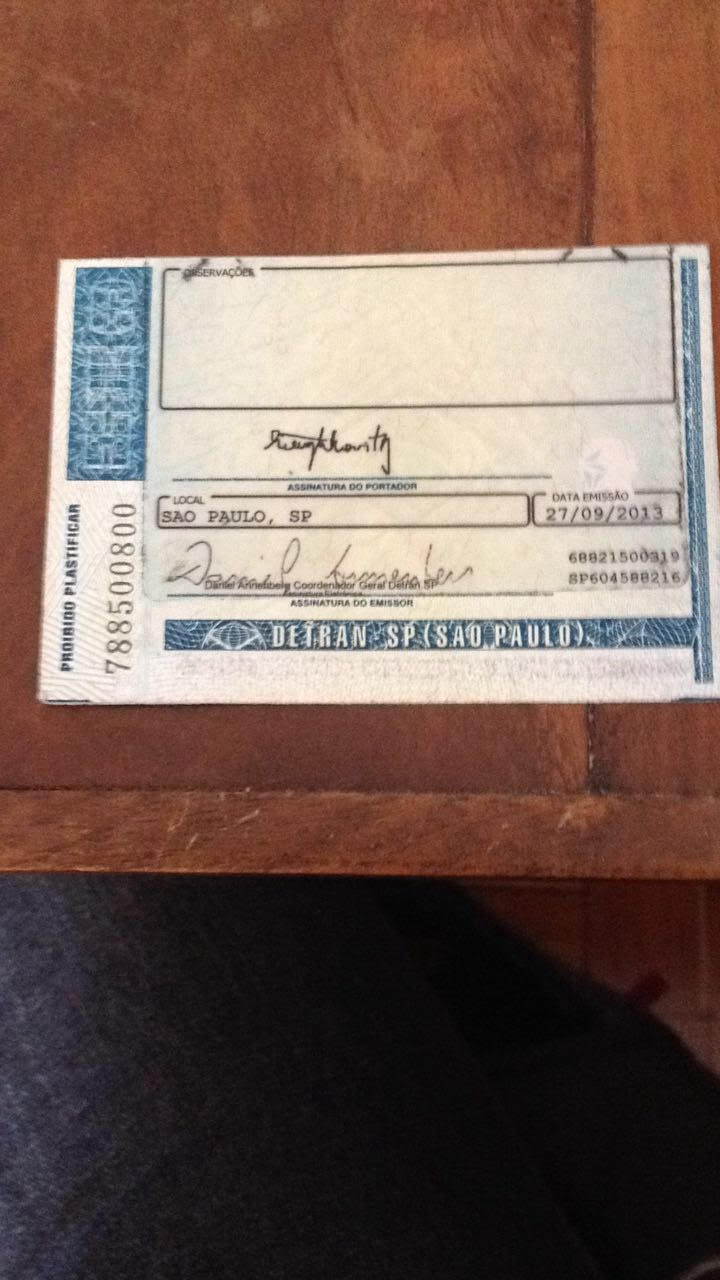 OBSERVAÇÕES
ASSINATURA DO PORTADOR
LOCAL
SAO PAULO, SP
DATA EMISSÃO
27/09/2013
68821500319
SP604588216
Daniel Annenberg Coordenador Geral Detran SP
Assinatura Eletrônica
ASSINATURA DO EMISSOR
DETRAN SP (SAO PAULO)
PROIBIDO PLASTIFICAR
788500800